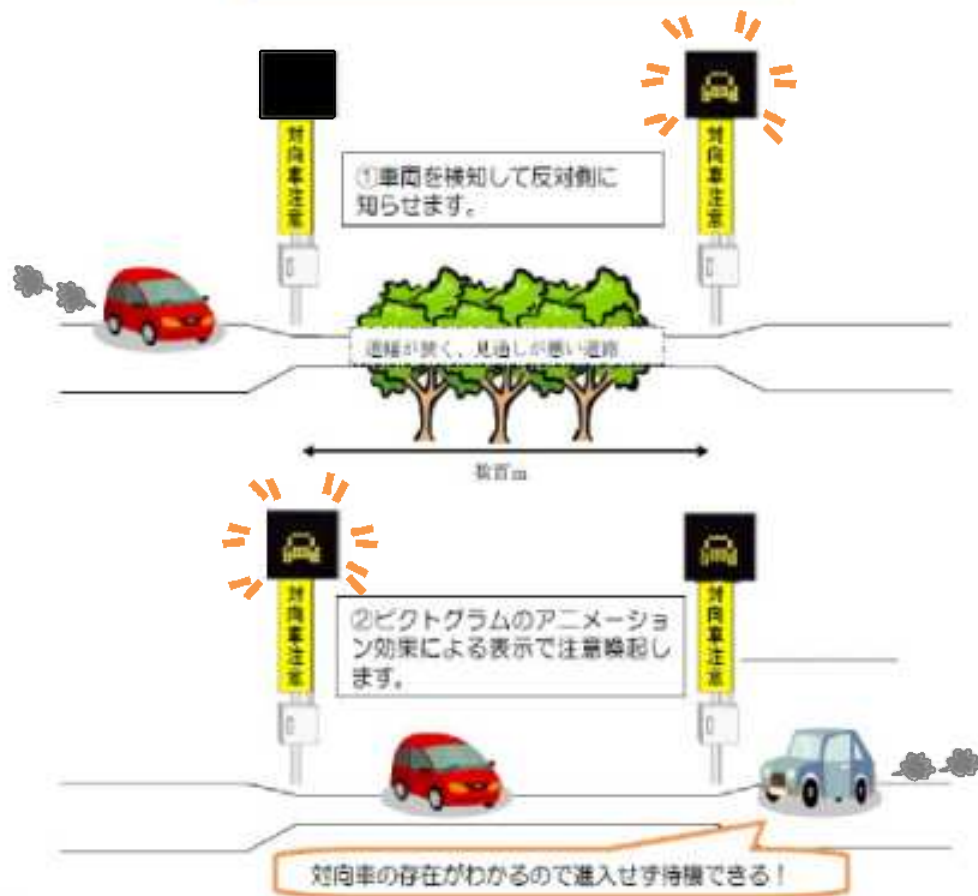 対向車注意
対向車注意
①車両を検知して反対側に
知らせます。
道幅が狭く、見通しが悪い道路
数百m
対向車注意
対向車注意
②ピクトグラムのアニメーショ
ン効果による表示で注意喚起し
ます。
対向車の存在がわかるので進入せず待機できる!